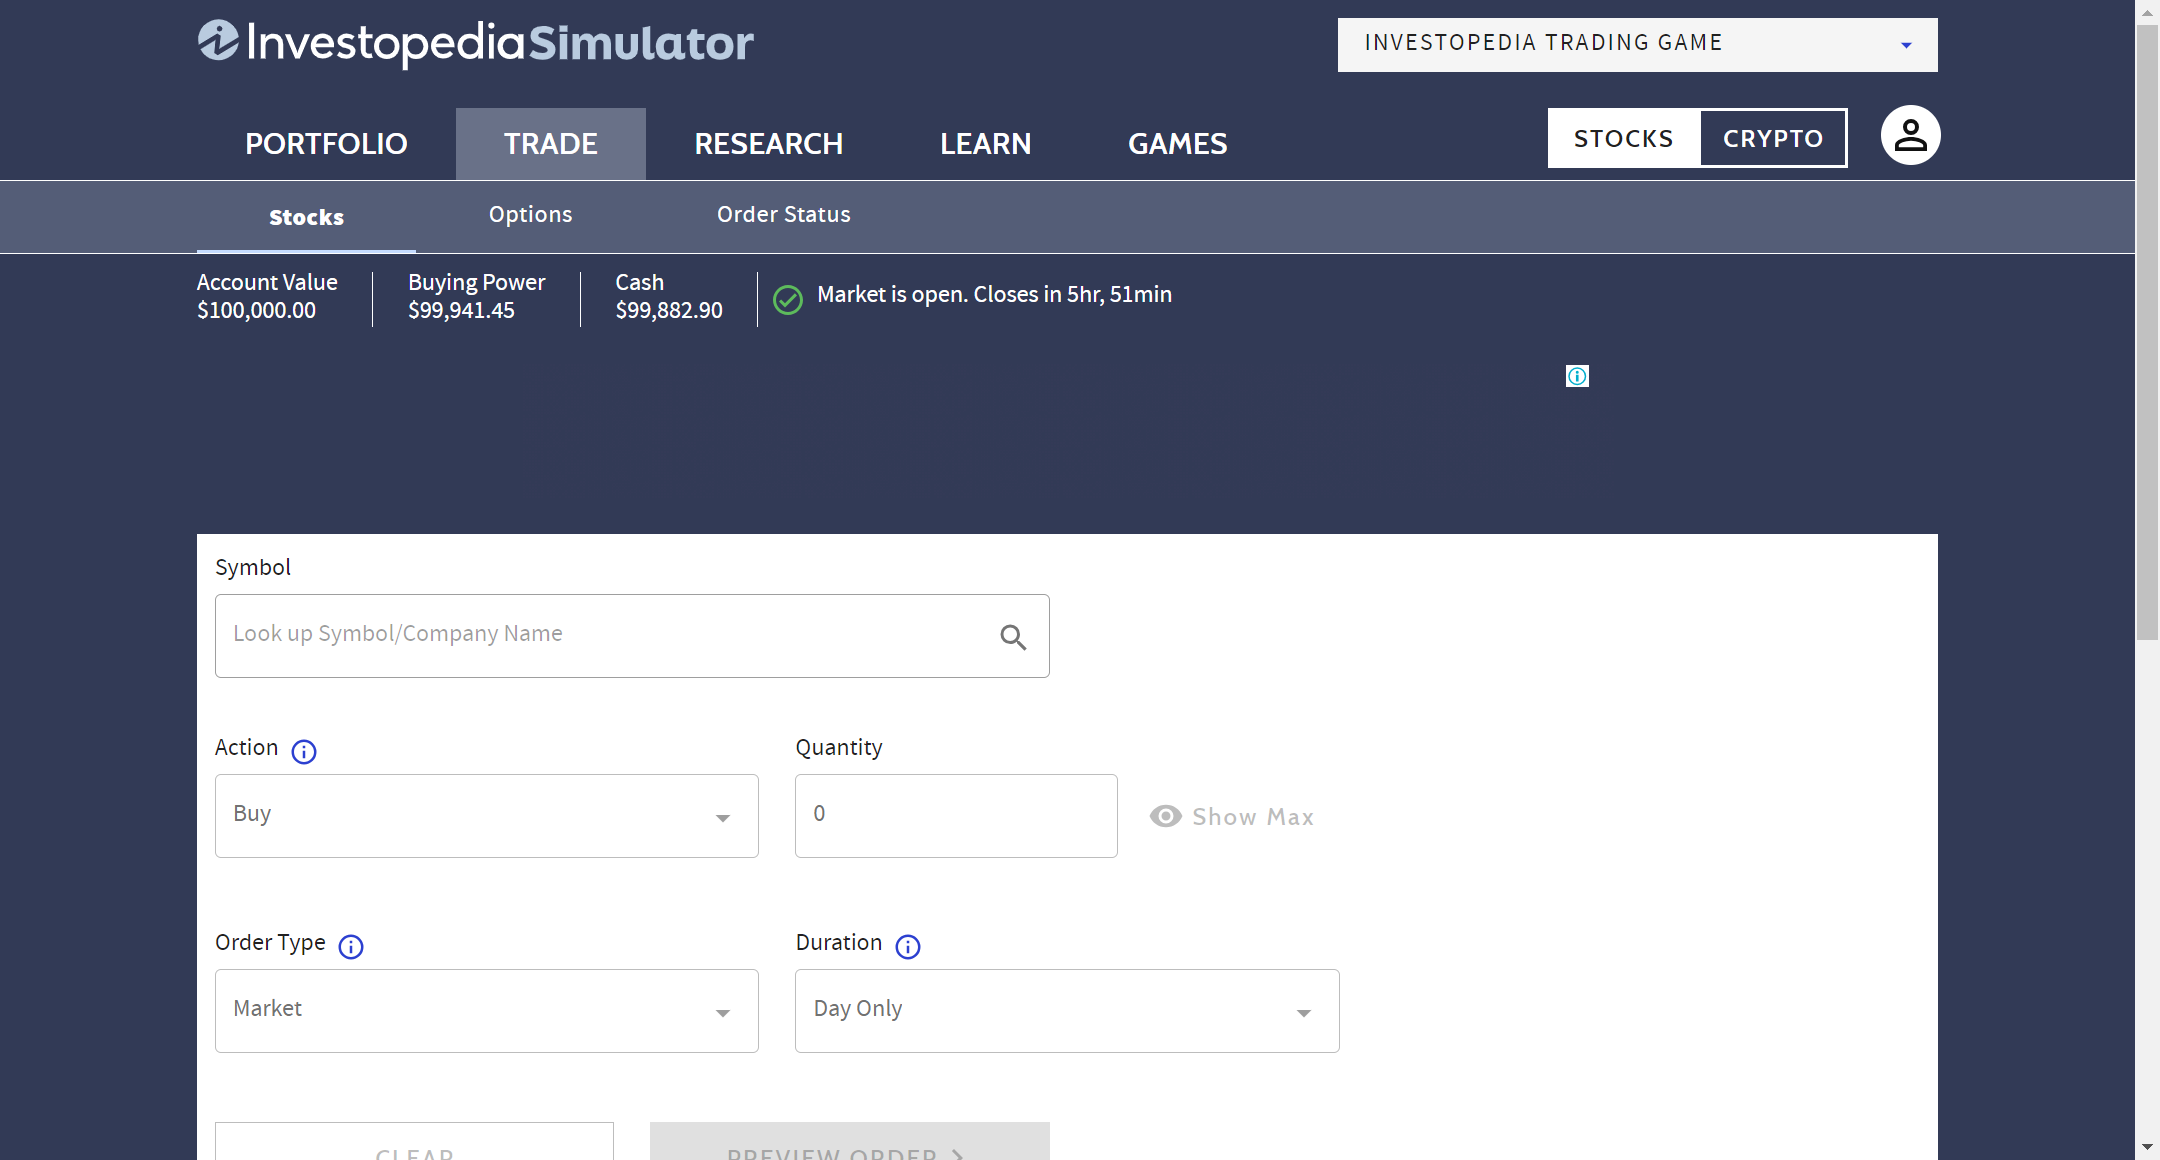 InvestopediaSimulator
INVESTOPEDIA TRADING GAME
PORTFOLIO
TRADE
RESEARCH
LEARN
GAMES
STOCKS
CRYPTO
Stocks
Options
Order Status
Account Value
$100,000.00
Buying Power
$99,941.45
Cash
$99,882.90
Market is open. Closes in 5hr, 51min
Symbol
Look up Symbol/Company Name
Action
Buy
Quantity
0
Show Max
Order Type
Market
Duration
Day Only
CLEAR
PREVIEW ORDER